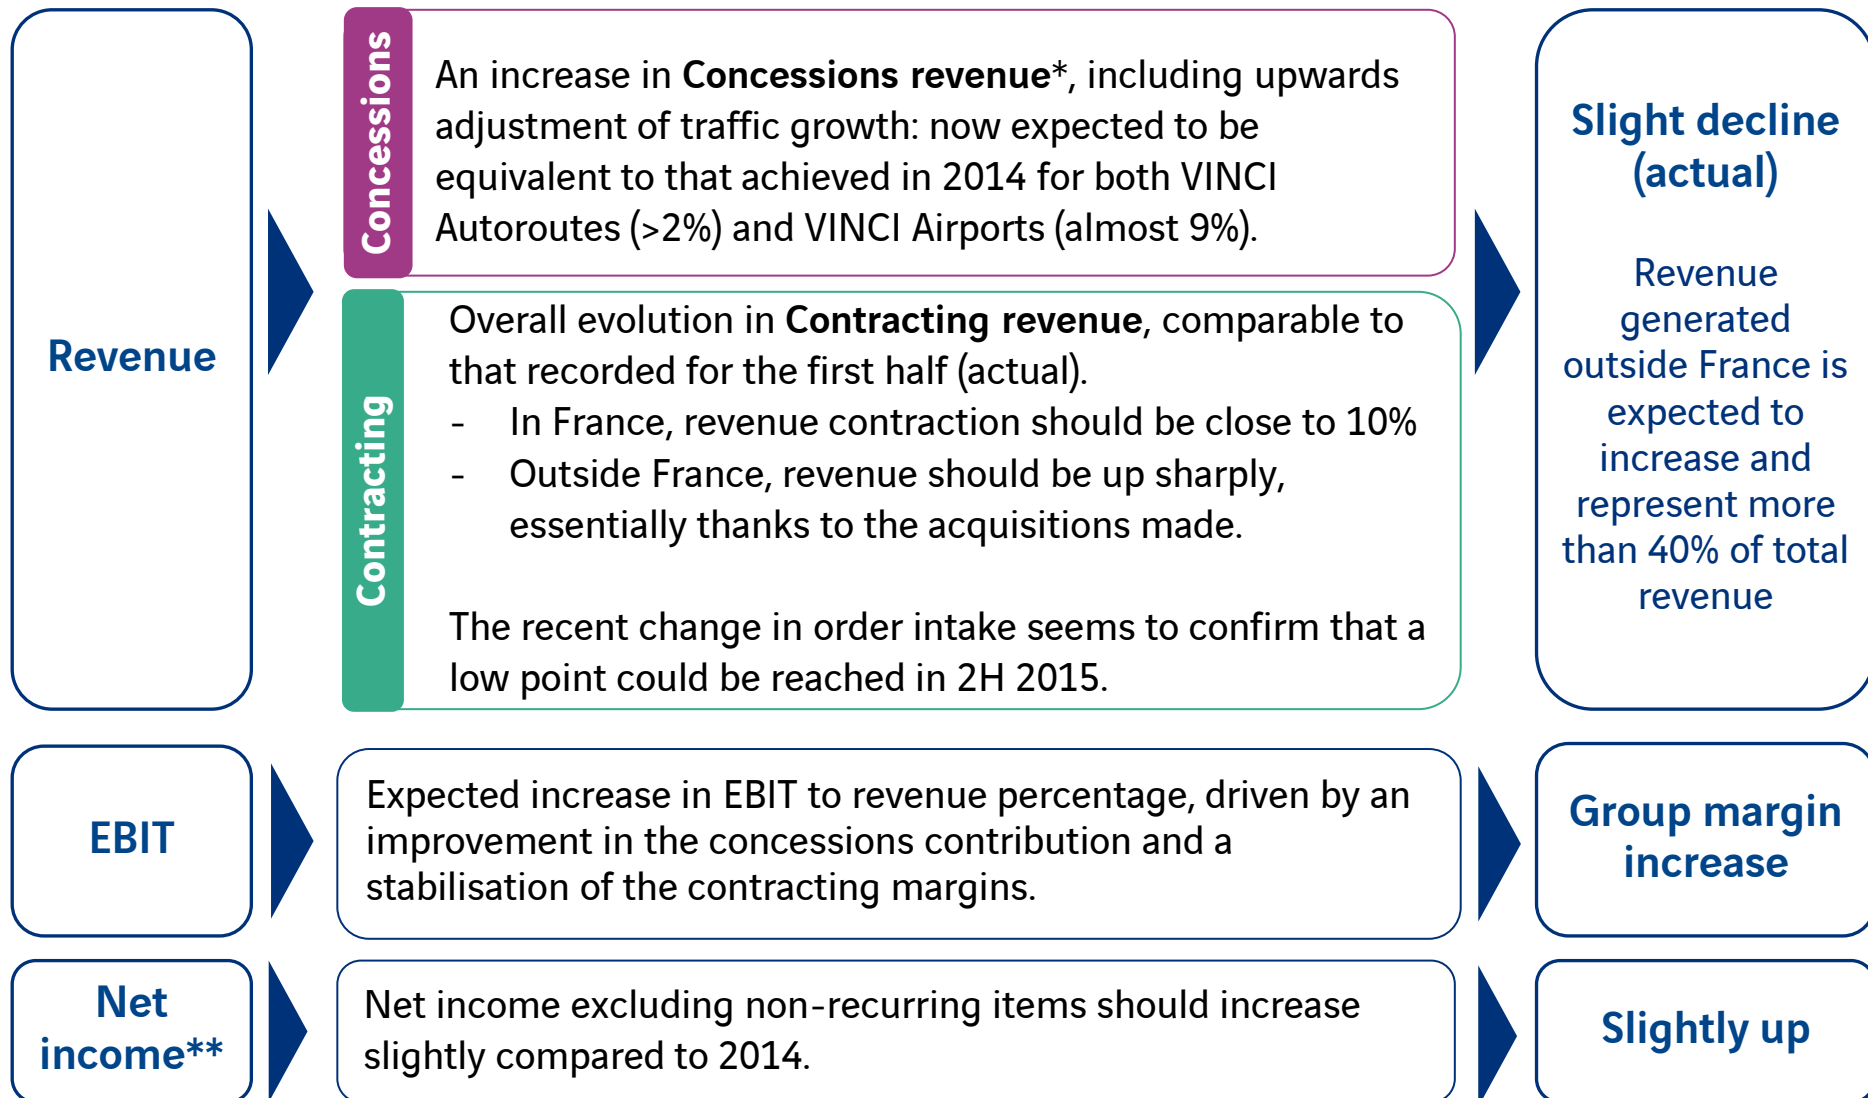 Revenue
Concessions
An increase in Concessions revenue*, including upwards
adjustment of traffic growth: now expected to be
equivalent to that achieved in 2014 for both VINCI
Autoroutes (>2%) and VINCI Airports (almost 9%).
Contracting
Overall evolution in Contracting revenue, comparable to
that recorded for the first half (actual).
- In France, revenue contraction should be close to 10%
- Outside France, revenue should be up sharply,
essentially thanks to the acquisitions made.
The recent change in order intake seems to confirm that a
low point could be reached in 2H 2015.
Slight decline
(actual)
Revenue
generated
outside France is
expected to
increase and
represent more
than 40% of total
revenue
EBIT
Expected increase in EBIT to revenue percentage, driven by an
improvement in the concessions contribution and a
stabilisation of the contracting margins.
Group margin
increase
Net
income**
Net income excluding non-recurring items should increase
slightly compared to 2014.
Slightly up